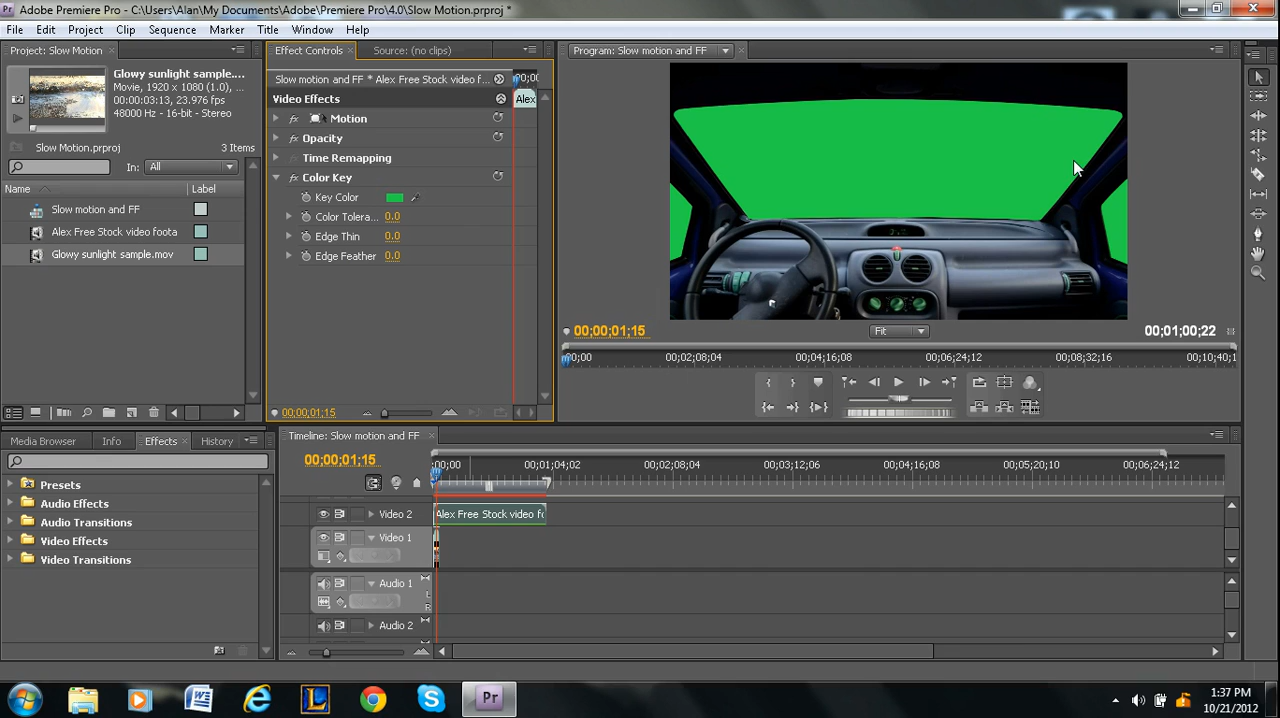 Adobe Premiere Pro - C:\Users\Alan\My Documents\Adobe\Premiere Pro\4.0\Slow Motion.prproj *
File Edit Project Clip Sequence Marker Title Window Help
Project: Slow Motion
Glowy sunlight sample....
Movie, 1920 x 1080 (1.0),
00:00:03:13, 23.976 fps
48000 Hz - 16-bit - Stereo
Slow Motion.prproj 3 Items
In: All
Name Label
Slow motion and FF
Alex Free Stock video foota
Glowy sunlight sample.mov
Effect Controls Source: (no clips)
Slow motion and FF * Alex Free Stock video f...
Video Effects
Alex
Motion
Opacity
Time Remapping
Color Key
Key Color
Color Tolera... 0.0
Edge Thin 0.0
Edge Feather 0.0
00;00;01;15
Program: Slow motion and FF
00;00;01;15 Fit 00;01;00;22
00;00 00;02;08;04 00;04;16;08 00;06;24;12 00;08;32;16 00;10;40;1
Media Browser Info Effects History
Presets
Audio Effects
Audio Transitions
Video Effects
Video Transitions
Timeline: Slow motion and FF
00;00;01;15
;00;00 00;01;04;02 00;02;08;04 00;03;12;06 00;04;16;08 00;05;20;10 00;06;24;12
Video 2 Alex Free Stock video fo
Video 1
Audio 1
L
R
Audio 2
Pr
1:37 PM
10/21/2012